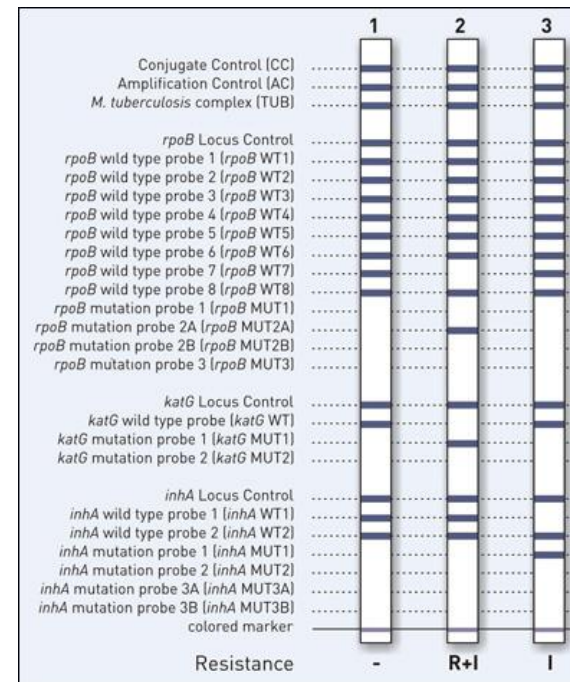 1 2 3
Conjugate Control (CC)
Amplification Control (AC)
M. tuberculosis complex (TUB)
rpoB Locus Control
rpoB wild type probe 1 (rpoB WT1)
rpoB wild type probe 2 (rpoB WT2)
rpoB wild type probe 3 (rpoB WT3)
rpoB wild type probe 4 (rpoB WT4)
rpoB wild type probe 5 (rpoB WT5)
rpoB wild type probe 6 (rpoB WT6)
rpoB wild type probe 7 (rpoB WT7)
rpoB wild type probe 8 (rpoB WT8)
rpoB mutation probe 1 (rpoB MUT1)
rpoB mutation probe 2A (rpoB MUT2A)
rpoB mutation probe 2B (rpoB MUT2B)
rpoB mutation probe 3 (rpoB MUT3)
katG Locus Control
katG wild type probe (katG WT)
katG mutation probe 1 (katG MUT1)
katG mutation probe 2 (katG MUT2)
inhA Locus Control
inhA wild type probe 1 (inhA WT1)
inhA wild type probe 2 (inhA WT2)
inhA mutation probe 1 (inhA MUT1)
inhA mutation probe 2 (inhA MUT2)
inhA mutation probe 3A (inhA MUT3A)
inhA mutation probe 3B (inhA MUT3B)
colored marker
Resistance - R+I I